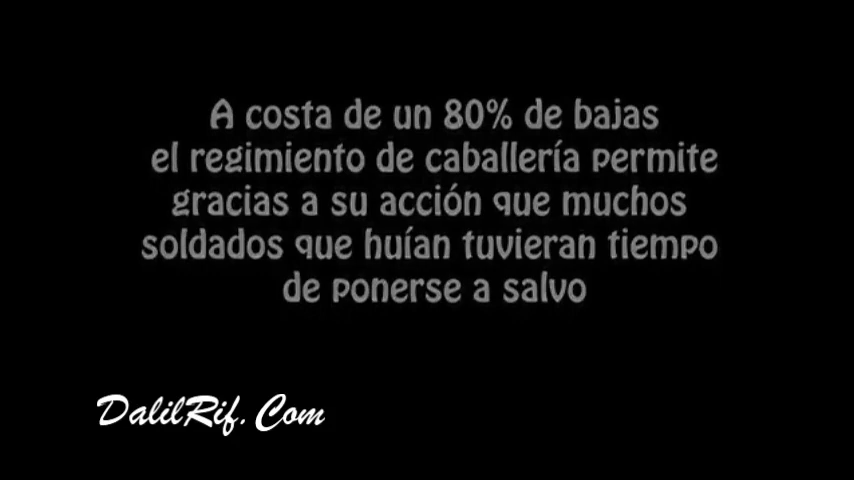 A costa de un 80% de bajas
el regimiento de caballería permite
gracias a su acción que muchos
soldados que huían tuvieran tiempo
de ponerse a salvo
DalilRif.Com